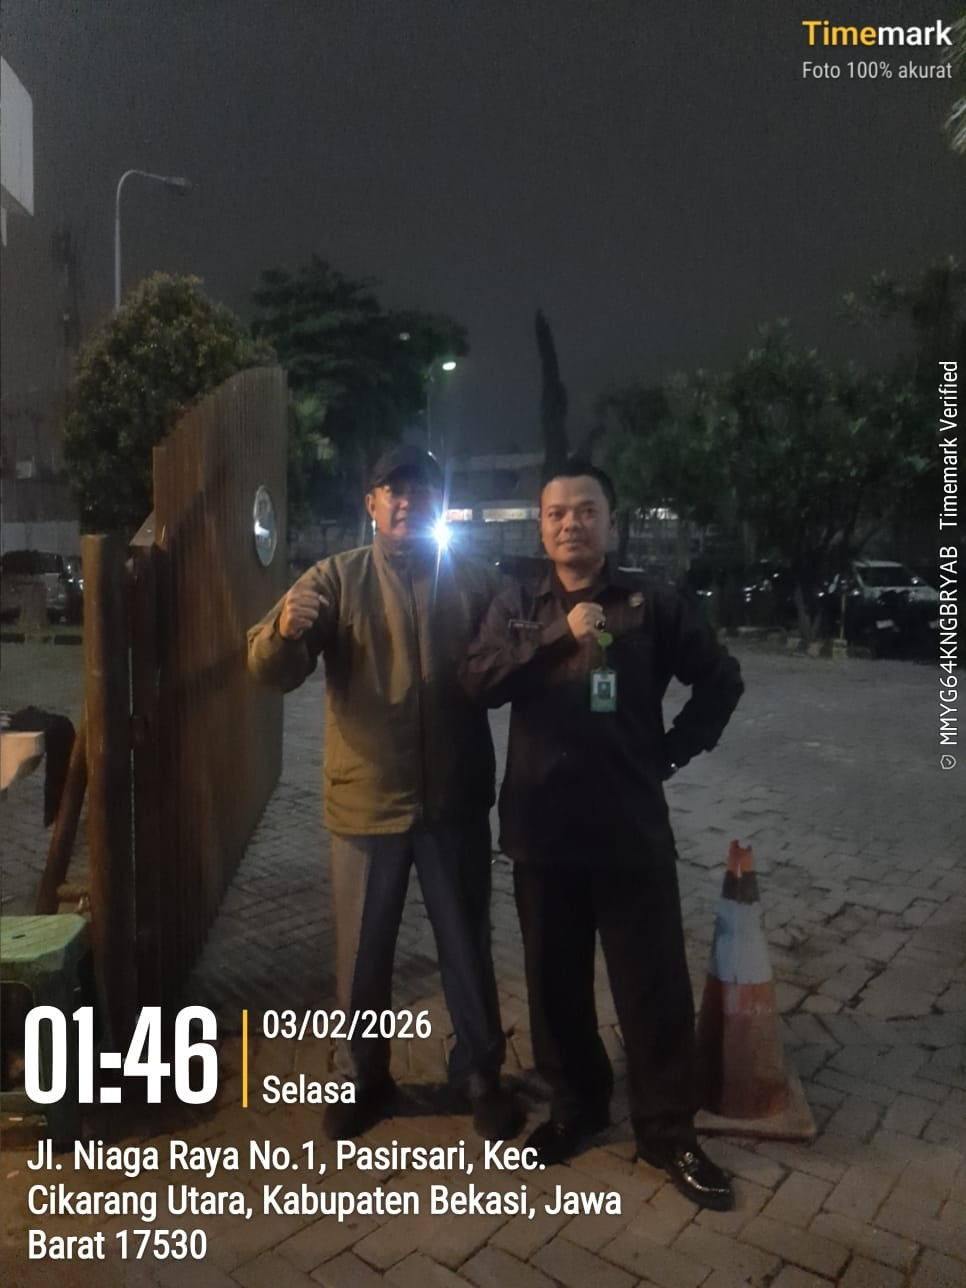 Timemark
Foto 100% akurat
MMYG64KNGBRYAB Timemark Verified
01:46
03/02/2026
Selasa
Jl. Niaga Raya No.1, Pasirsari, Kec.
Cikarang Utara, Kabupaten Bekasi, Jawa
Barat 17530